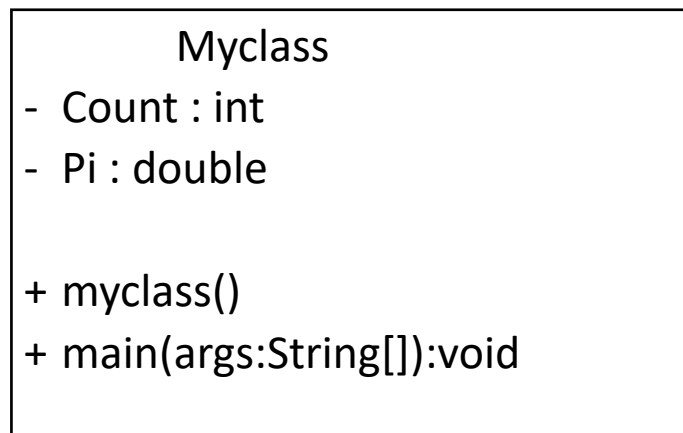 Myclass
- Count : int
- Pi : double
+ myclass()
+ main(args:String[]):void